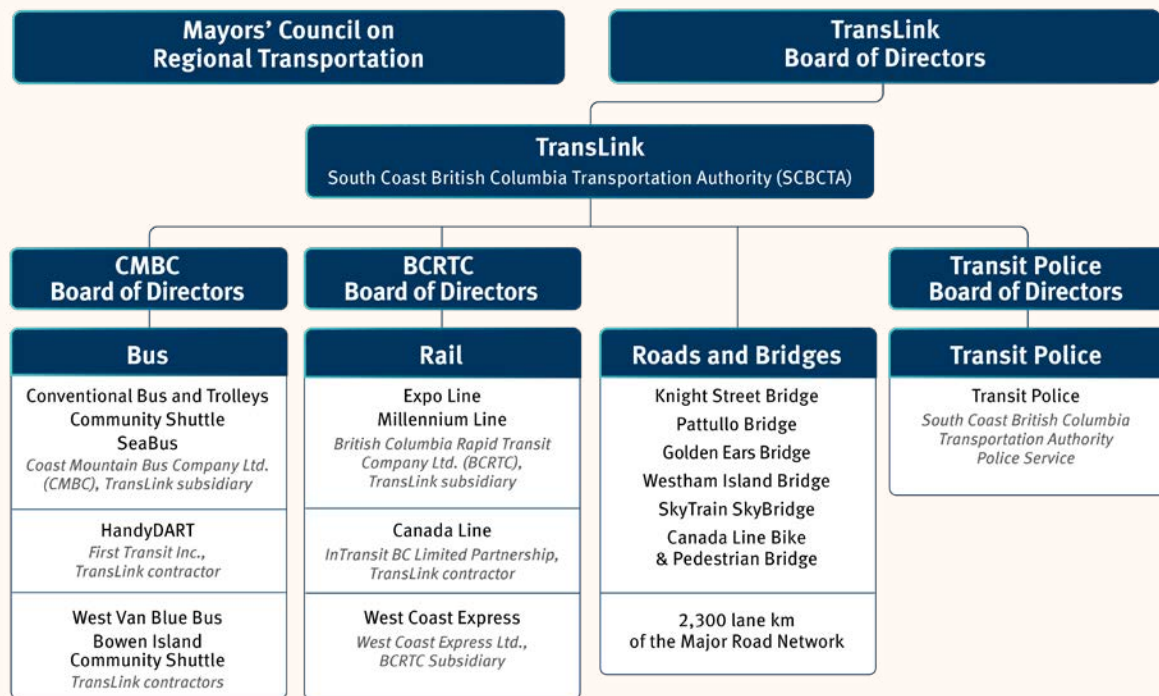 Mayors’ Council on
Regional Transportation
TransLink
Board of Directors
TransLink
South Coast British Columbia Transportation Authority (SCBCTA)
CMBC
Board of Directors
BCRTC
Board of Directors
Transit Police
Board of Directors
Bus
Conventional Bus and Trolleys
Community Shuttle
SeaBus
Coast Mountain Bus Company Ltd.
(CMBC), TransLink subsidiary
HandyDART
First Transit Inc.,
TransLink contractor
West Van Blue Bus
Bowen Island
Community Shuttle
TransLink contractors
Rail
Expo Line
Millennium Line
British Columbia Rapid Transit
Company Ltd. (BCRTC),
TransLink subsidiary
Canada Line
InTransit BC Limited Partnership,
TransLink contractor
West Coast Express
West Coast Express Ltd.,
BCRTC Subsidiary
Roads and Bridges
Knight Street Bridge
Pattullo Bridge
Golden Ears Bridge
Westham Island Bridge
SkyTrain SkyBridge
Canada Line Bike
& Pedestrian Bridge
2,300 lane km
of the Major Road Network
Transit Police
Transit Police
South Coast British Columbia
Transportation Authority
Police Service